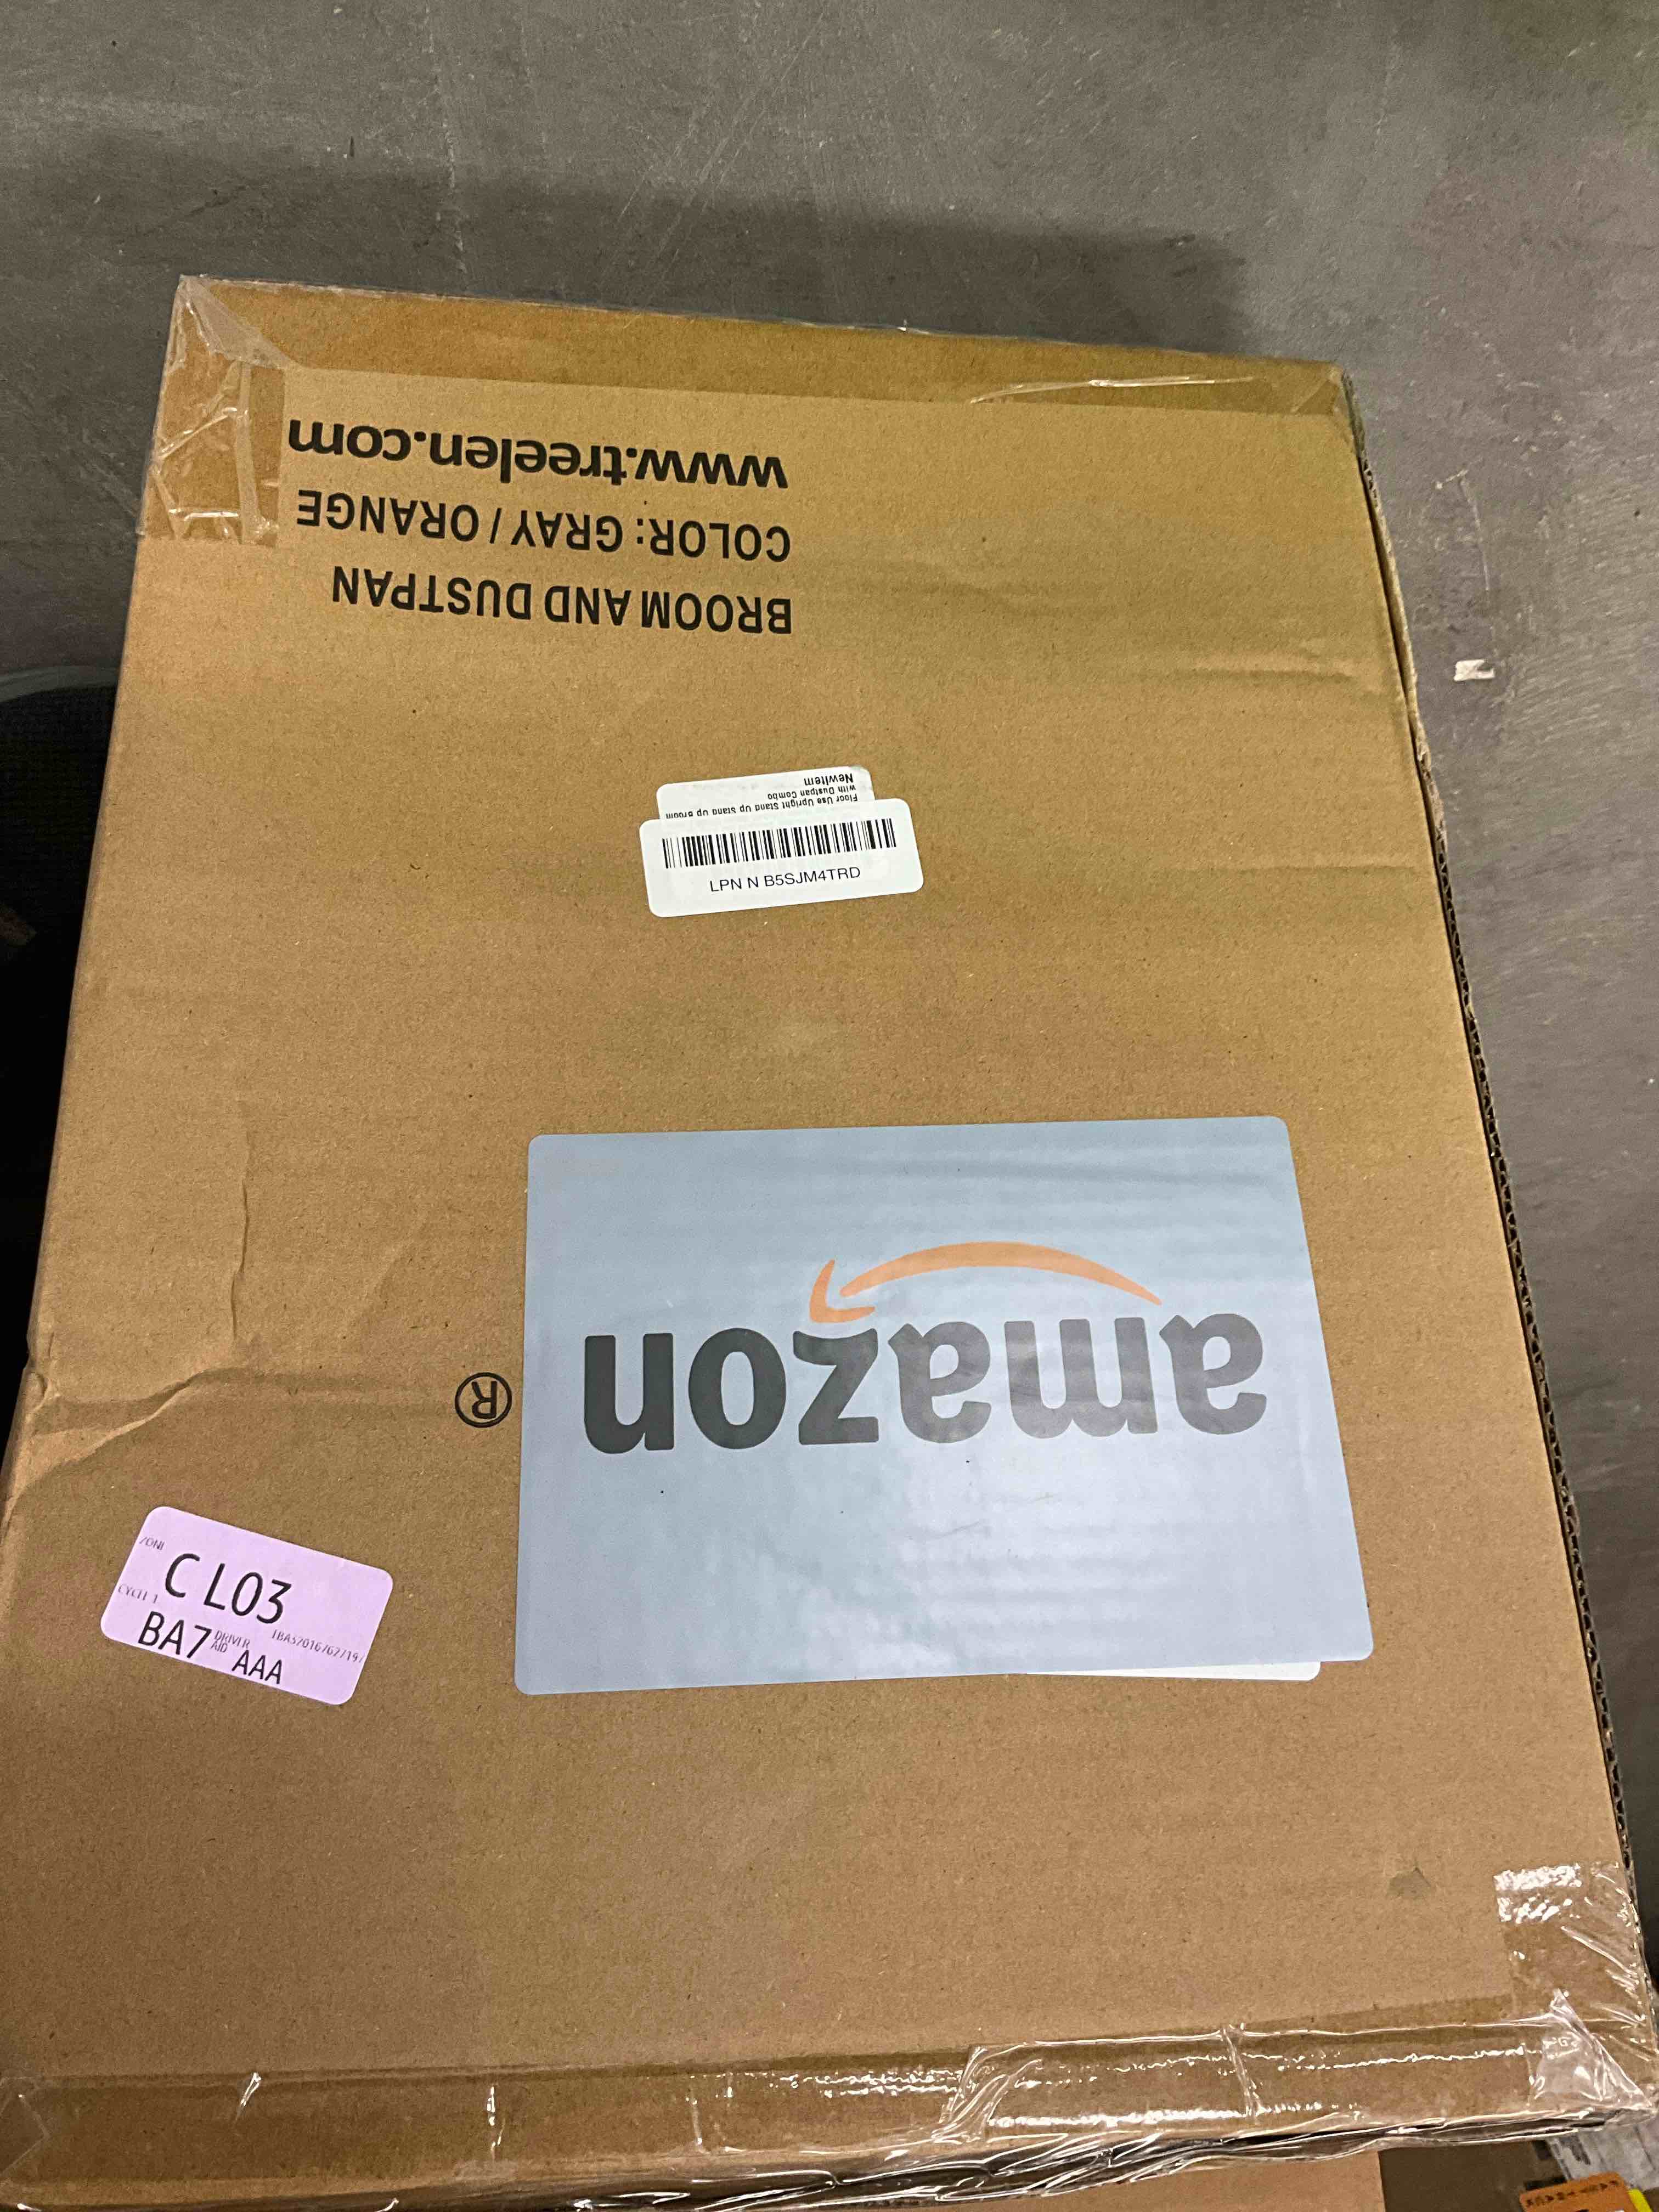 BROOM AND DUSTPAN
COLOR: GRAY / ORANGE
www.treelen.com
Floor Use Upright Stand Up Stand Up Broom
with Dustpan Combo
NewItem
LPN N B5SJM4TRD
amazon
®
ZONE
C L03
CYCLE 1
BA7 DRIVER AID AAA